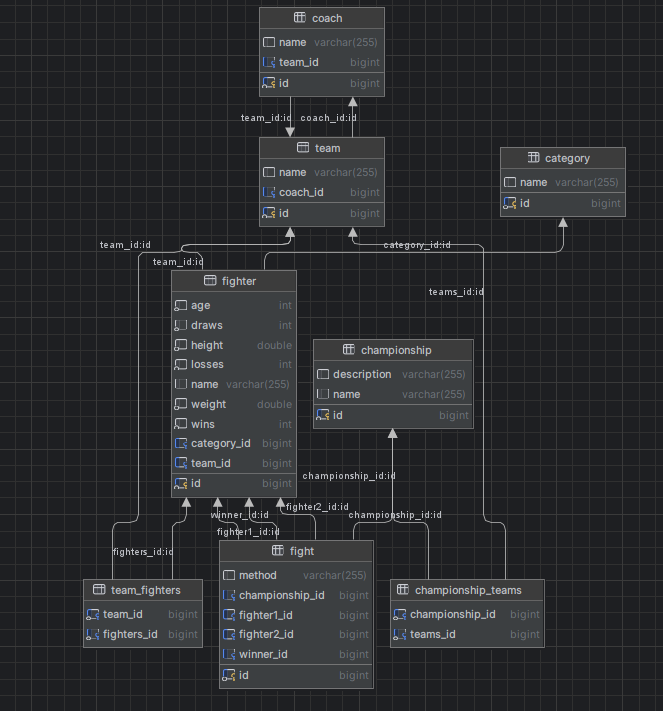 coach
name varchar(255)
team_id bigint
id bigint
team_id:id coach_id:id
team
name varchar(255)
coach_id bigint
id bigint
category
name varchar(255)
id bigint
team_id:id category_id:id
team_id:id
teams_id:id
fighter
age int
draws int
height double
losses int
name varchar(255)
weight double
wins int
category_id bigint
team_id bigint
id bigint
championship
description varchar(255)
name varchar(255)
id bigint
championship_id:id
fighter2_id:id
winner_id:id championship_id:id
fighter1_id:id
fighters_id:id
team_fighters
team_id bigint
fighters_id bigint
fight
method varchar(255)
championship_id bigint
fighter1_id bigint
fighter2_id bigint
winner_id bigint
id bigint
championship_teams
championship_id bigint
teams_id bigint